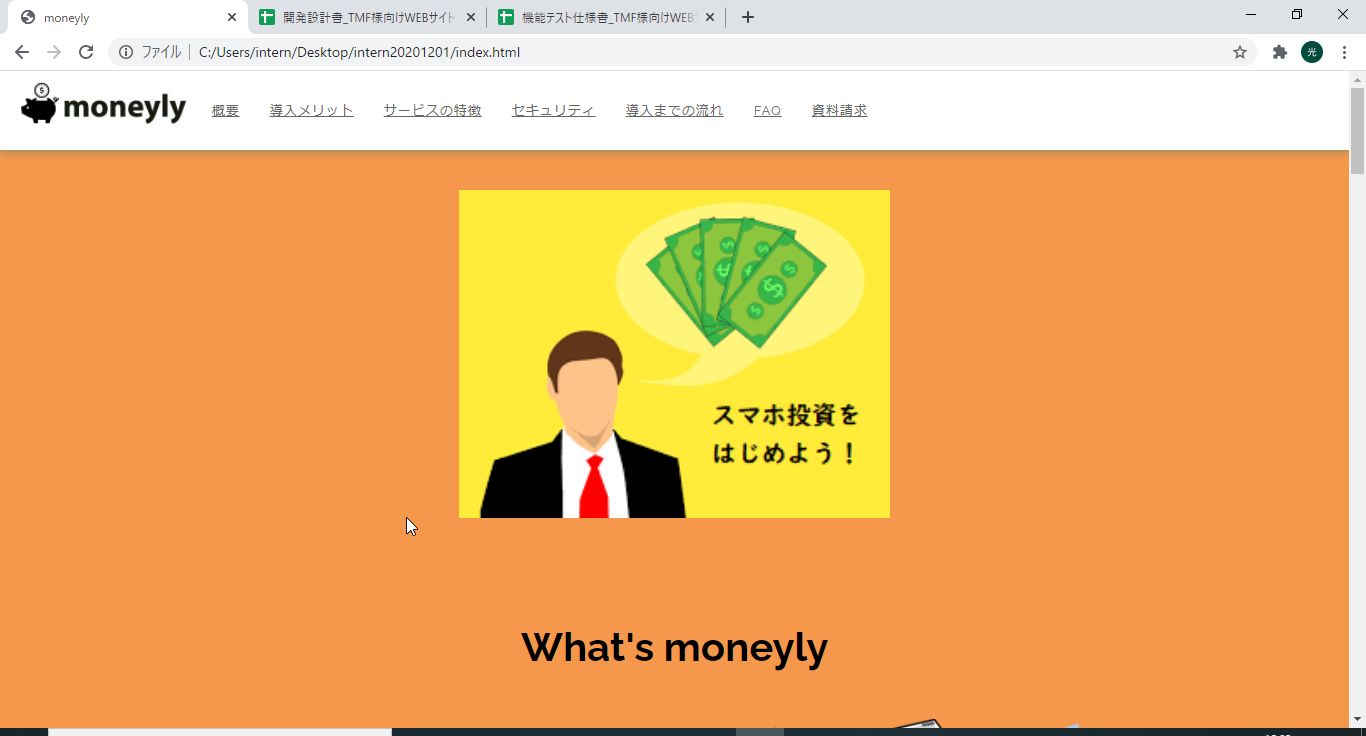 moneyly
開発設計書_TMF様向けWEBサイト
機能テスト仕様書_TMF様向けWEB
ファイル
C:/Users/intern/Desktop/intern20201201/index.html
光
moneyly
概要 導入メリット サービスの特徴 セキュリティ 導入までの流れ FAQ 資料請求
スマホ投資を
はじめよう！
What's moneyly